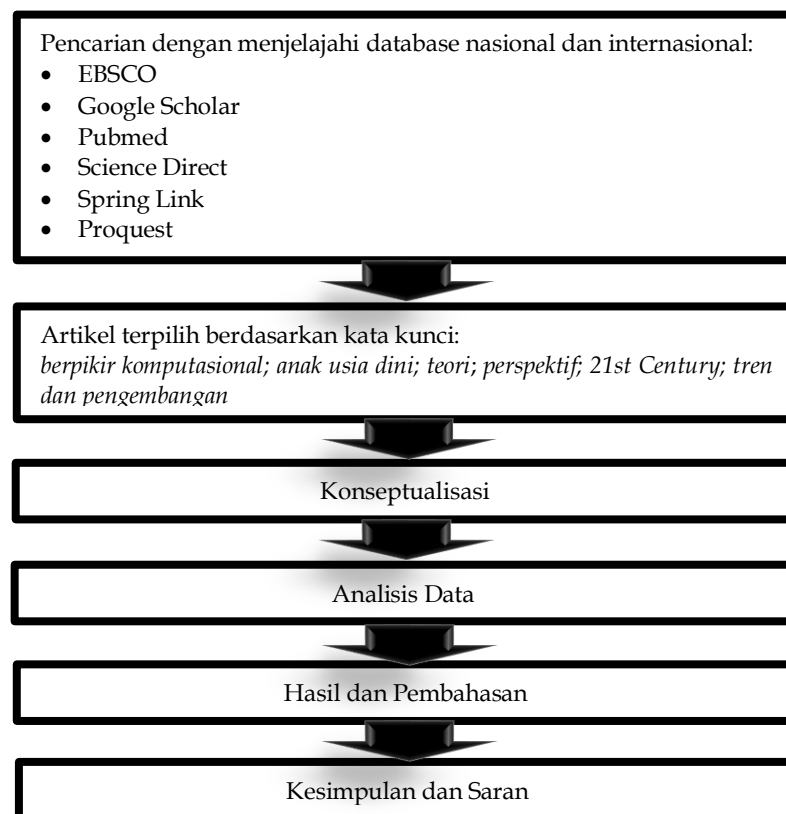 Pencarian dengan menjelajahi database nasional dan internasional:
• EBSCO
• Google Scholar
• Pubmed
• Science Direct
• Spring Link
• Proquest
Artikel terpilih berdasarkan kata kunci:
berpikir komputasional; anak usia dini; teori; perspektif; 21st Century; tren
dan pengembangan
Konseptualisasi
Analisis Data
Hasil dan Pembahasan
Kesimpulan dan Saran